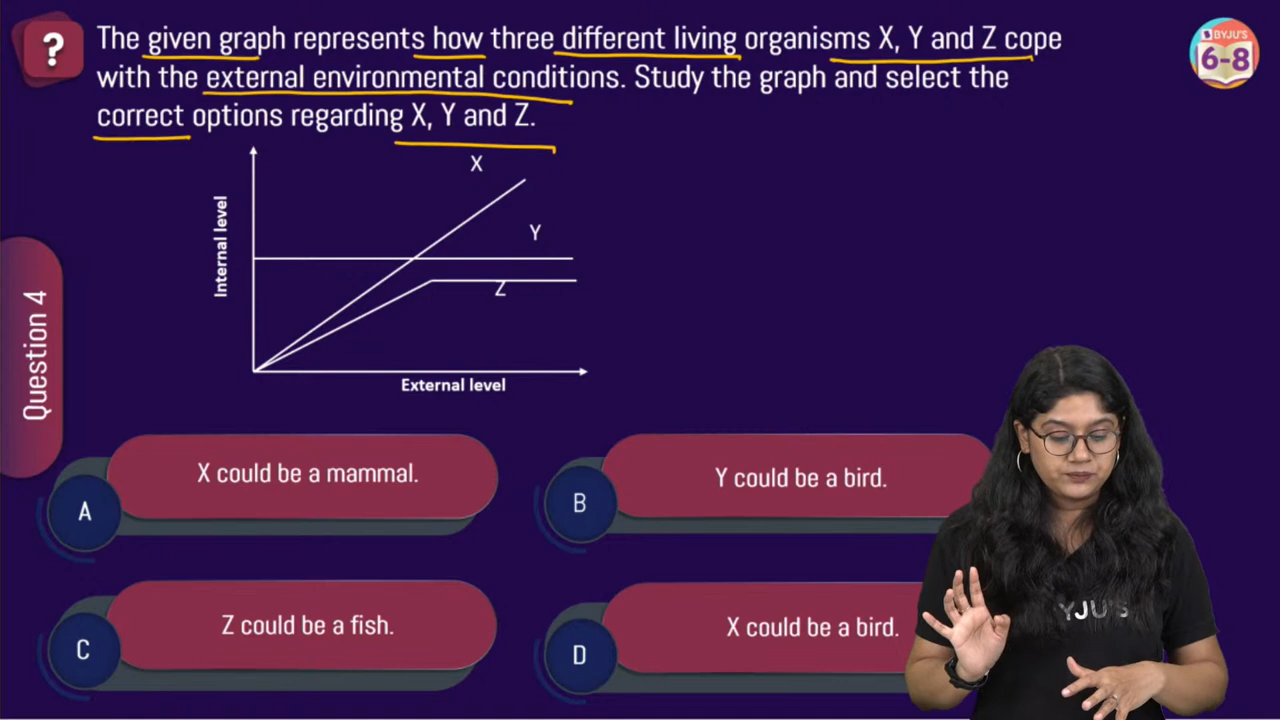 ?
The given graph represents how three different living organisms X, Y and Z cope
with the external environmental conditions. Study the graph and select the
correct options regarding X, Y and Z.
BYJU'S
6-8
X
Y
Z
Internal level
External level
Question 4
A
X could be a mammal.
B
Y could be a bird.
C
Z could be a fish.
D
X could be a bird.
YJU'S